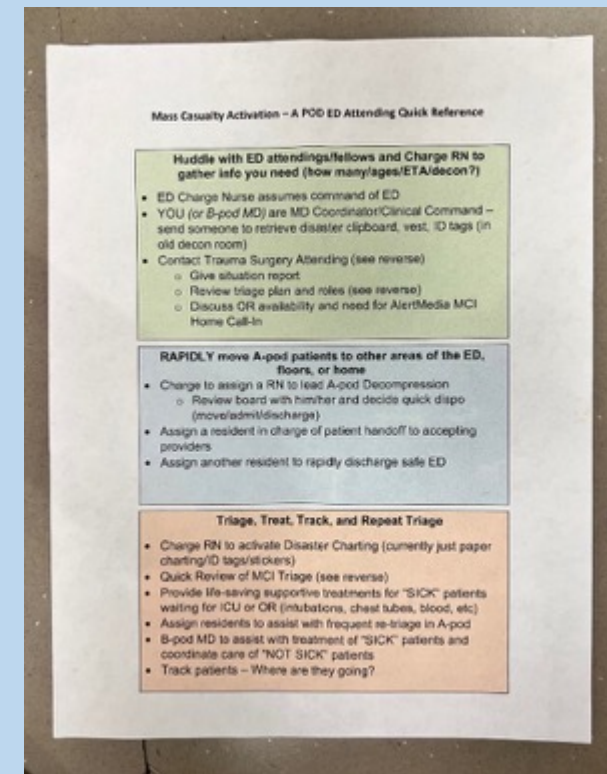 Mass Casualty Activation – A POD ED Attending Quick Reference
Huddle with ED attendings/fellows and Charge RN to
gather info you need (how many/ages/ETA/decon?)
• ED Charge Nurse assumes command of ED
• YOU (or B-pod MD) are MD Coordinator/Clinical Command –
send someone to retrieve disaster clipboard, vest, ID tags (in
old decon room)
• Contact Trauma Surgery Attending (see reverse)
o Give situation report
o Review triage plan and roles (see reverse)
o Discuss OR availability and need for AlertMedia MCI
Home Call-In
RAPIDLY move A-pod patients to other areas of the ED,
floors, or home
• Charge to assign a RN to lead A-pod Decompression
o Review board with him/her and decide quick dispo
(move/admit/discharge)
• Assign a resident in charge of patient handoff to accepting
providers
• Assign another resident to rapidly discharge safe ED
Triage, Treat, Track, and Repeat Triage
• Charge RN to activate Disaster Charting (currently just paper
charting/ID tags/stickers)
• Quick Review of MCI Triage (see reverse)
• Provide life-saving supportive treatments for "SICK" patients
waiting for ICU or OR (intubations, chest tubes, blood, etc)
• Assign residents to assist with frequent re-triage in A-pod
• B-pod MD to assist with treatment of "SICK" patients and
coordinate care of "NOT SICK" patients
• Track patients – Where are they going?